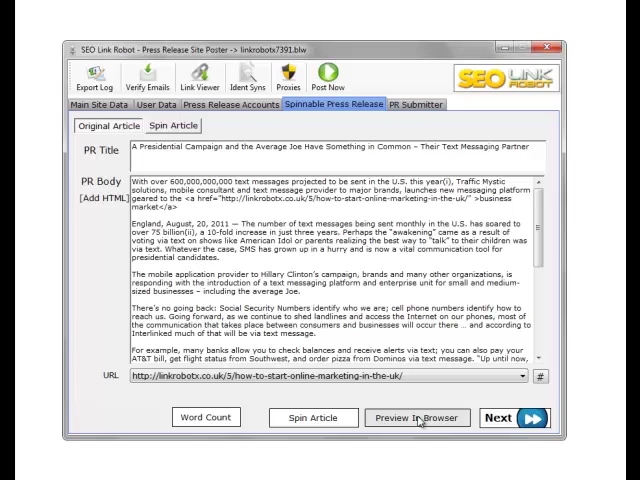 SEO Link Robot - Press Release Site Poster -> linkrobotx7391.blw
Export Log Verify Emails Link Viewer Ident Syns Proxies Post Now
SEO LINK ROBOT
Main Site Data User Data Press Release Accounts Spinnable Press Release PR Submitter
Original Article Spin Article
PR Title A Presidential Campaign and the Average Joe Have Something in Common – Their Text Messaging Partner
PR Body
[Add HTML]
With over 600,000,000,000 text messages projected to be sent in the U.S. this year(i), Traffic Mystic
solutions, mobile consultant and text message provider to major brands, launches new messaging platform
geared to the <a href="http://linkrobotx.co.uk/5/how-to-start-online-marketing-in-the-uk/" >business
market</a>
England, August, 20, 2011 — The number of text messages being sent monthly in the U.S. has soared to
over 75 billion(ii), a 10-fold increase in just three years. Perhaps the "awakening" came as a result of
voting via text on shows like American Idol or parents realizing the best way to "talk" to their children was
via text. Whatever the case, SMS has grown up in a hurry and is now a vital communication tool for
presidential candidates.
The mobile application provider to Hillary Clinton's campaign, brands and many other organizations, is
responding with the introduction of a text messaging platform and enterprise unit for small and medium-
sized businesses – including the average Joe.
There's no going back: Social Security Numbers identify who we are; cell phone numbers identify how to
reach us. Going forward, as we continue to shed landlines and access the Internet on our phones, most of
the communication that takes place between consumers and businesses will occur there … and according to
Interlinked much of that will be via text message.
For example, many banks allow you to check balances and receive alerts via text; you can also pay your
AT&T bill, get flight status from Southwest, and order pizza from Dominos via text message. "Up until now,
URL http://linkrobotx.co.uk/5/how-to-start-online-marketing-in-the-uk/ #
Word Count Spin Article Preview In Browser Next